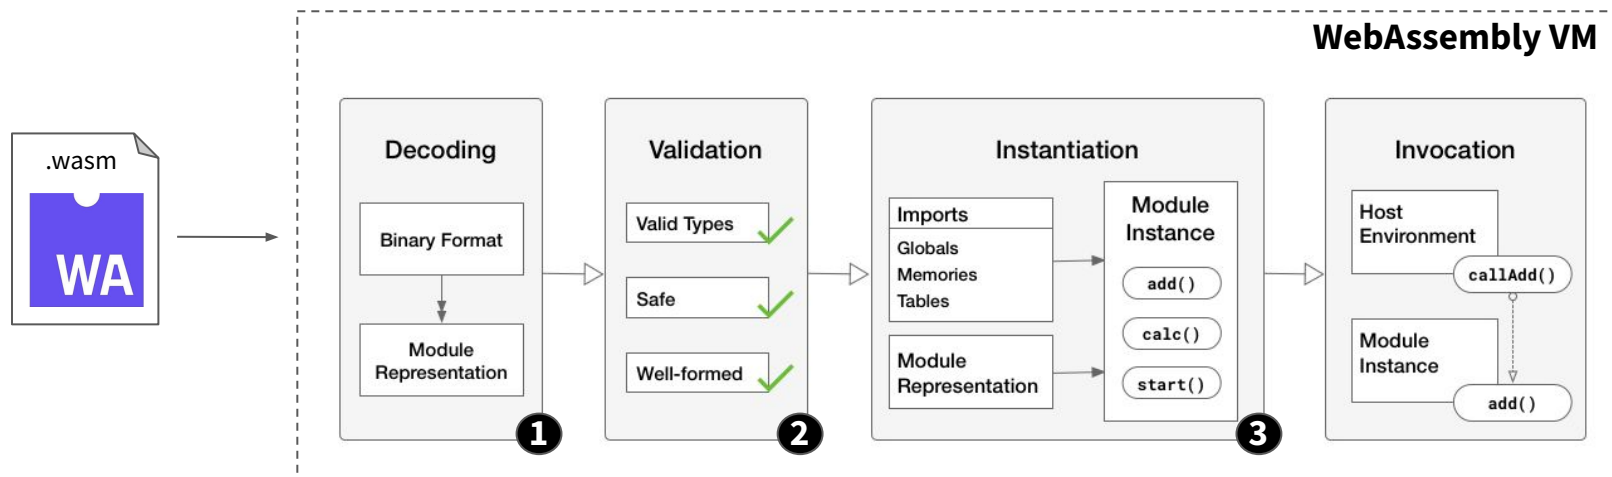 WebAssembly VM
.wasm
WA
Decoding
Binary Format
Module
Representation
1
Validation
Valid Types
Safe
Well-formed
2
Instantiation
Imports
Globals
Memories
Tables
Module
Representation
Module
Instance
add()
calc()
start()
3
Invocation
Host
Environment
callAdd()
Module
Instance
add()